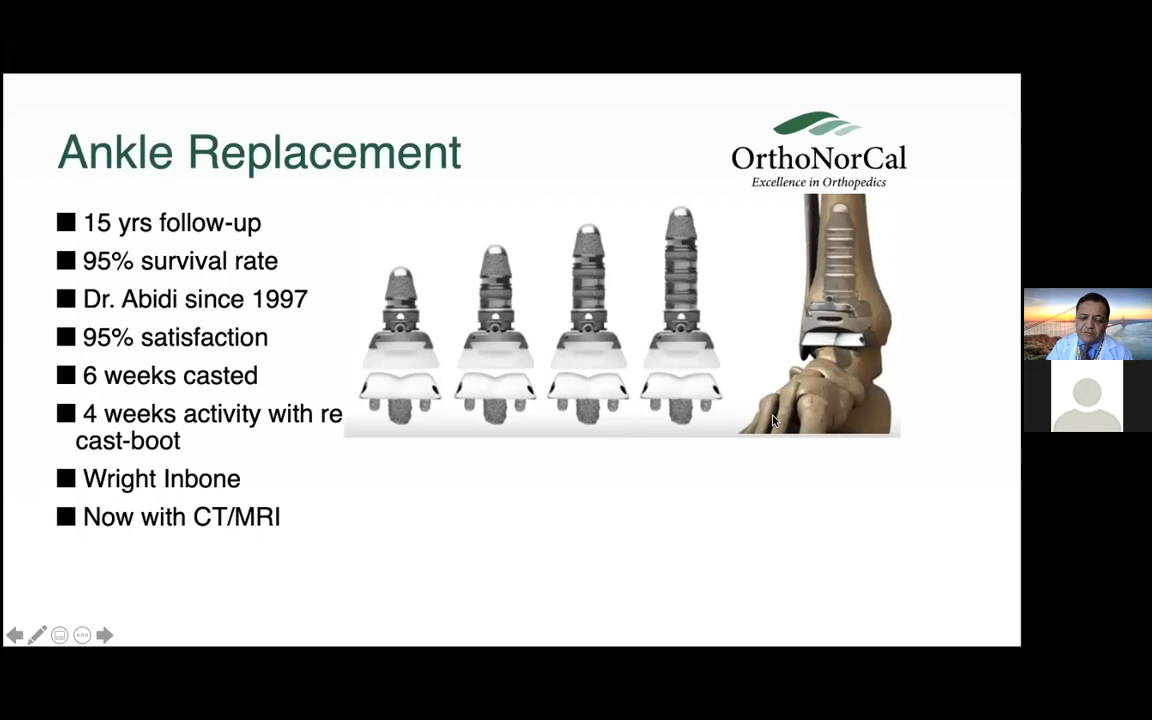 Ankle Replacement
OrthoNorCal
Excellence in Orthopedics
15 yrs follow-up
95% survival rate
Dr. Abidi since 1997
95% satisfaction
6 weeks casted
4 weeks activity with re
cast-boot
Wright Inbone
Now with CT/MRI